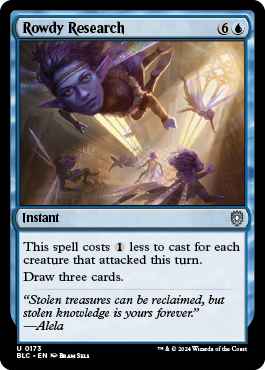 Rowdy Research 6
Instant
This spell costs 1 less to cast for each
creature that attacked this turn.
Draw three cards.
“Stolen treasures can be reclaimed, but
stolen knowledge is yours forever.”
—Alela
U 0173
BLC • EN Bram Sels
™ & © 2024 Wizards of the Coast